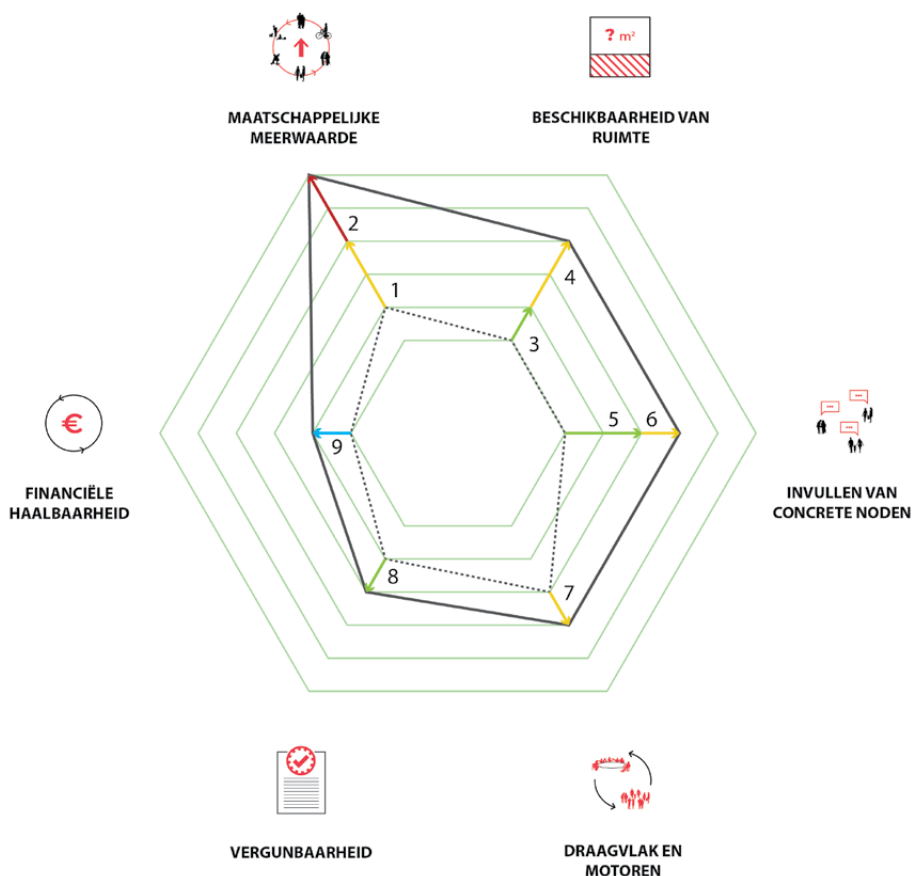 ? m²
MAATSCHAPPELIJKE
MEERWAARDE
BESCHIKBAARHEID VAN
RUIMTE
2
4
1
3
5
6
9
€
FINANCIËLE
HAALBAARHEID
INVULLEN VAN
CONCRETE NODEN
8
7
VERGUNBAARHEID
DRAAGVLAK EN
MOTOREN